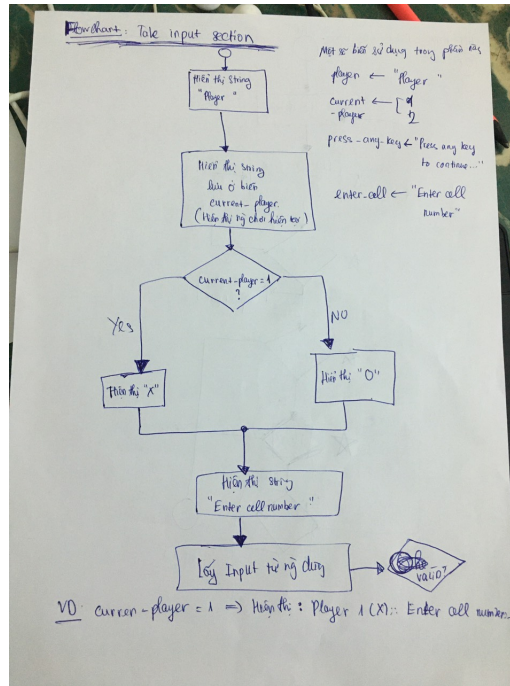 Flowchart: Take input section
Một số biến sử dụng trong phần này
player ← "Player "
current
-player ← 1
2
press-any-key ← "Press any key
to continue..."
enter-cell ← "Enter cell
number"
Hiển thị string
"Player "
Hiển thị string
lưu ở biến
current-player
(Hiển thị ng chơi hiện tại)
current-player = 1
?
Yes
NO
Hiển thị "X"
Hiển thị "O"
Hiển thị string
"Enter cell number "
Lấy Input từ ng dùng
valid?
VD: curren-player = 1 => Hiển thị: Player 1 (X):: Enter cell number: